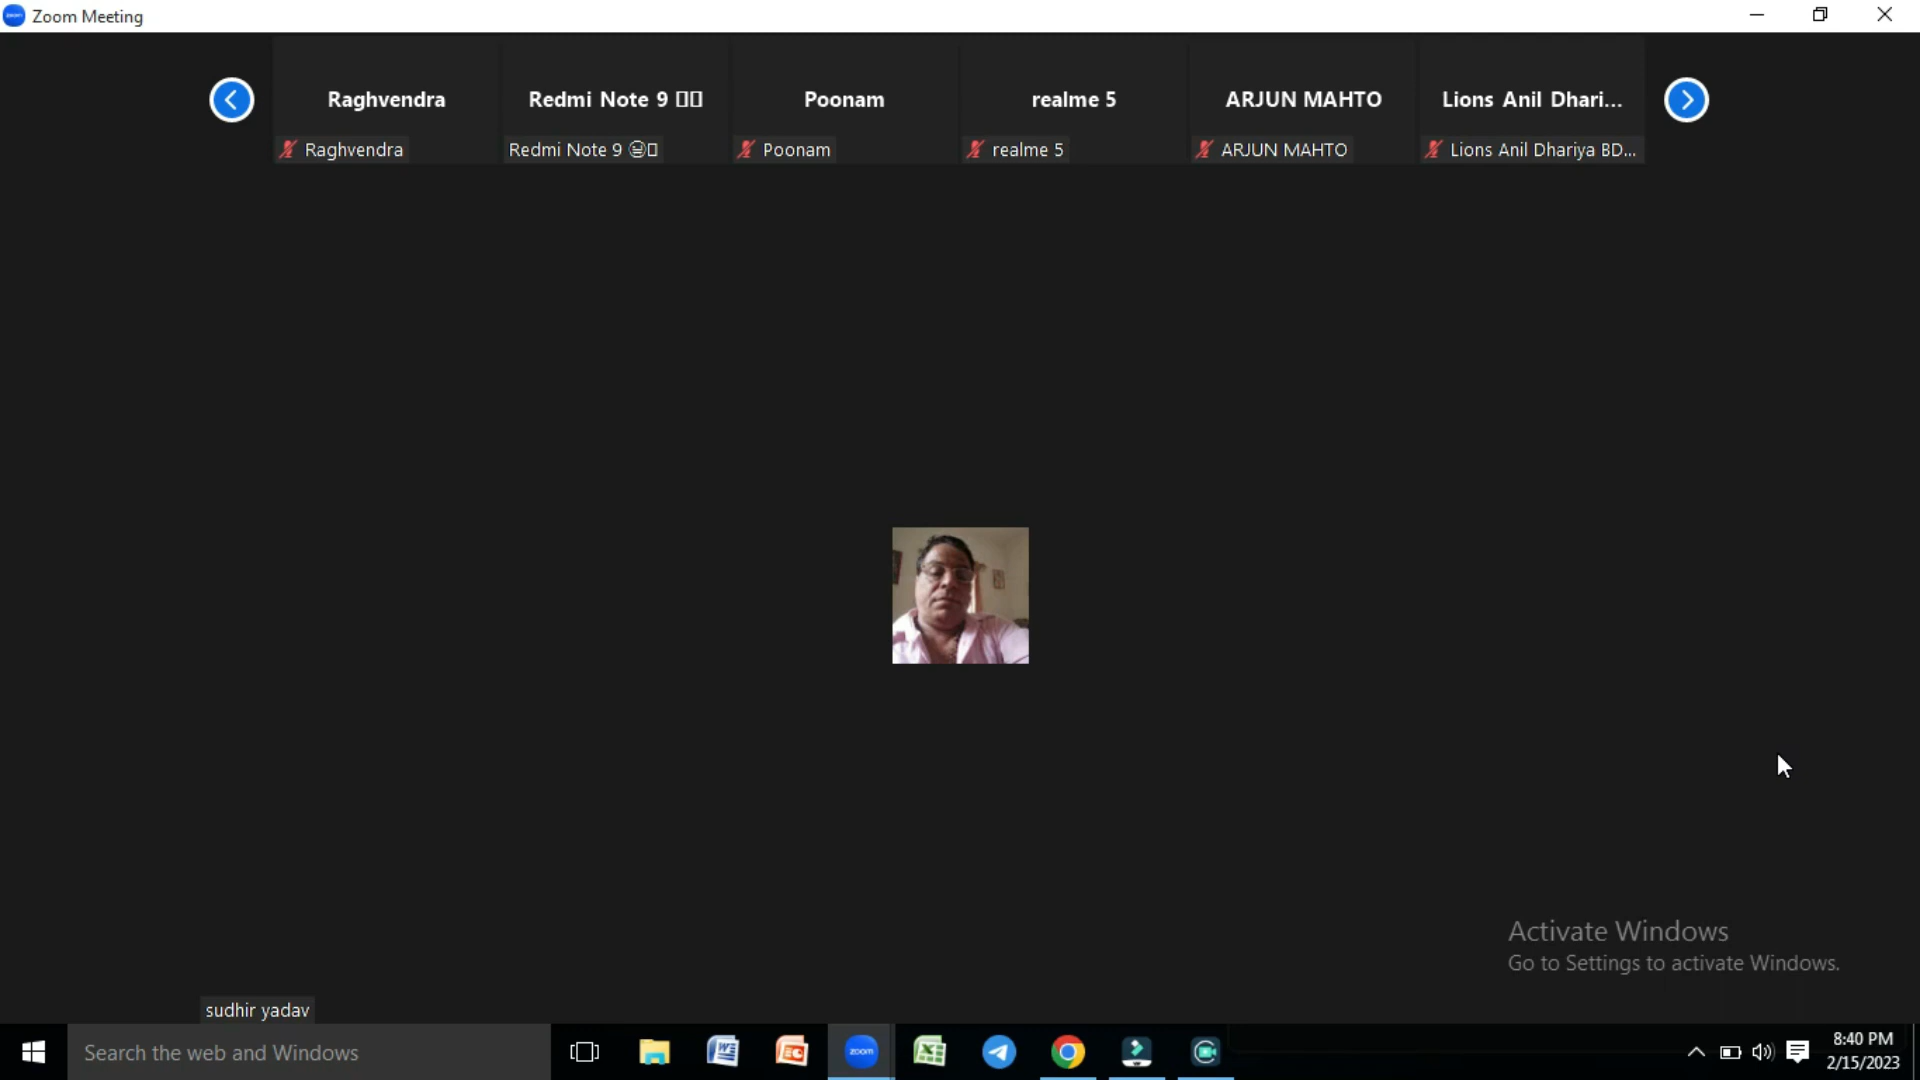 Zoom Meeting
Raghvendra
Redmi Note 9
Poonam
realme 5
ARJUN MAHTO
Lions Anil Dhari...
Raghvendra
Redmi Note 9
Poonam
realme 5
ARJUN MAHTO
Lions Anil Dhariya BD...
Activate Windows
Go to Settings to activate Windows.
sudhir yadav
Search the web and Windows
zoom
8:40 PM
2/15/2023